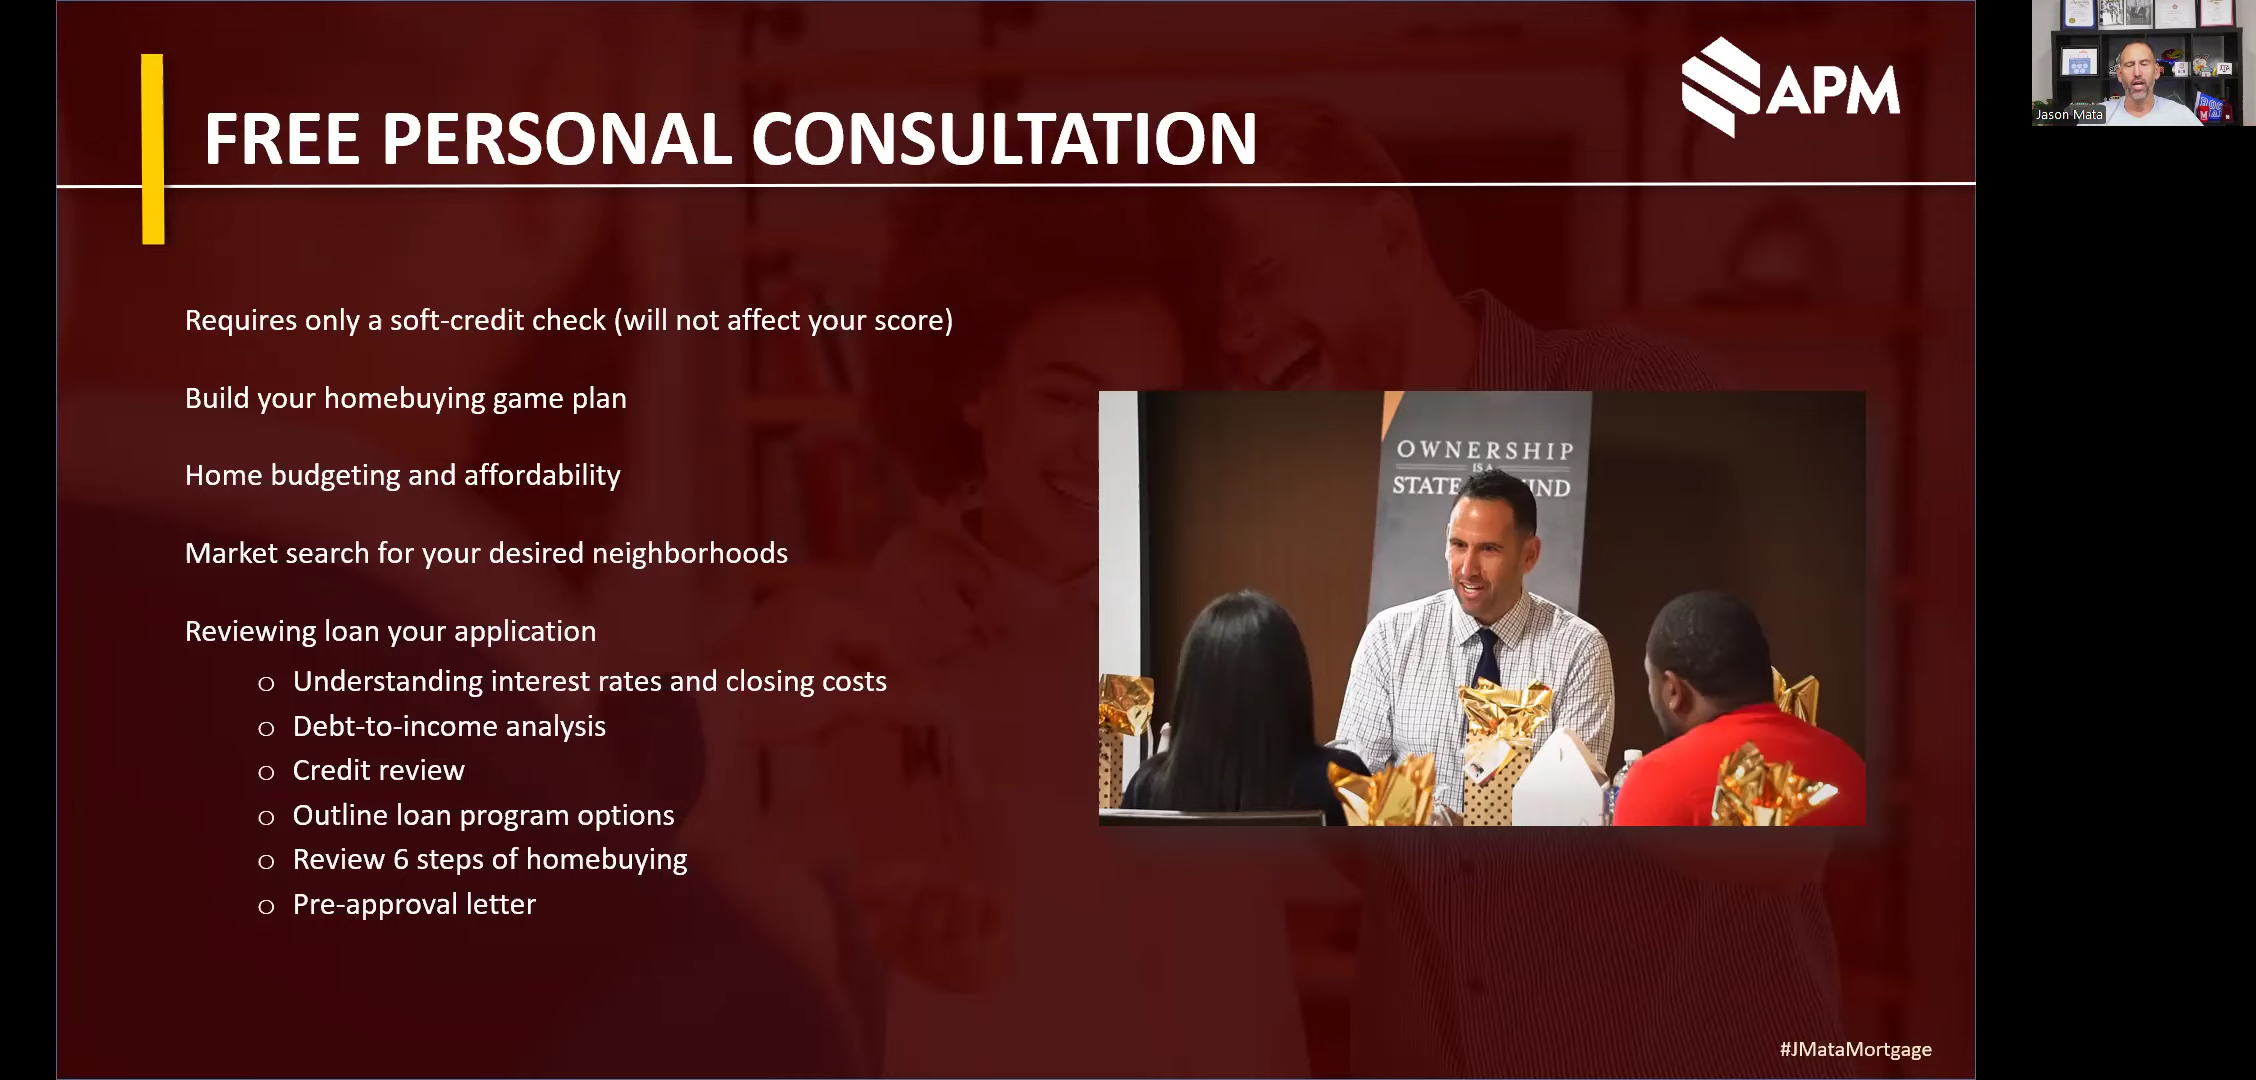 FREE PERSONAL CONSULTATION
APM
Jason Mata
Requires only a soft-credit check (will not affect your score)
Build your homebuying game plan
Home budgeting and affordability
Market search for your desired neighborhoods
Reviewing loan your application
o Understanding interest rates and closing costs
o Debt-to-income analysis
o Credit review
o Outline loan program options
o Review 6 steps of homebuying
o Pre-approval letter
OWNERSHIP
IS A
STATE
#JMataMortgage